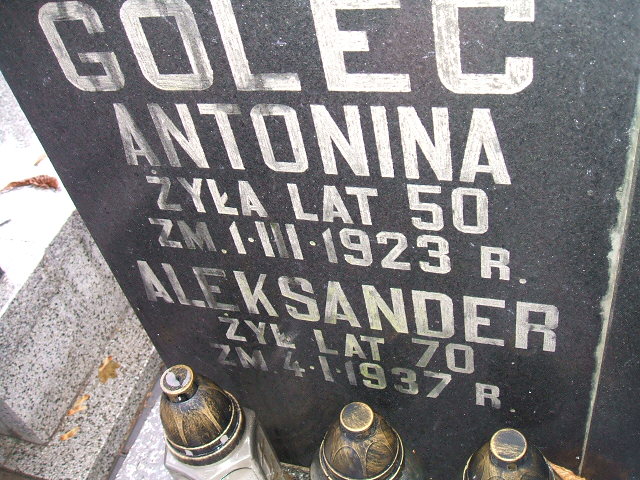 GOLEC
ANTONINA
ŻYŁA LAT 50
ZM. 1·III·1923 R.
ALEKSANDER
ŻYŁ LAT 70
ZM 4·I·1937 R.